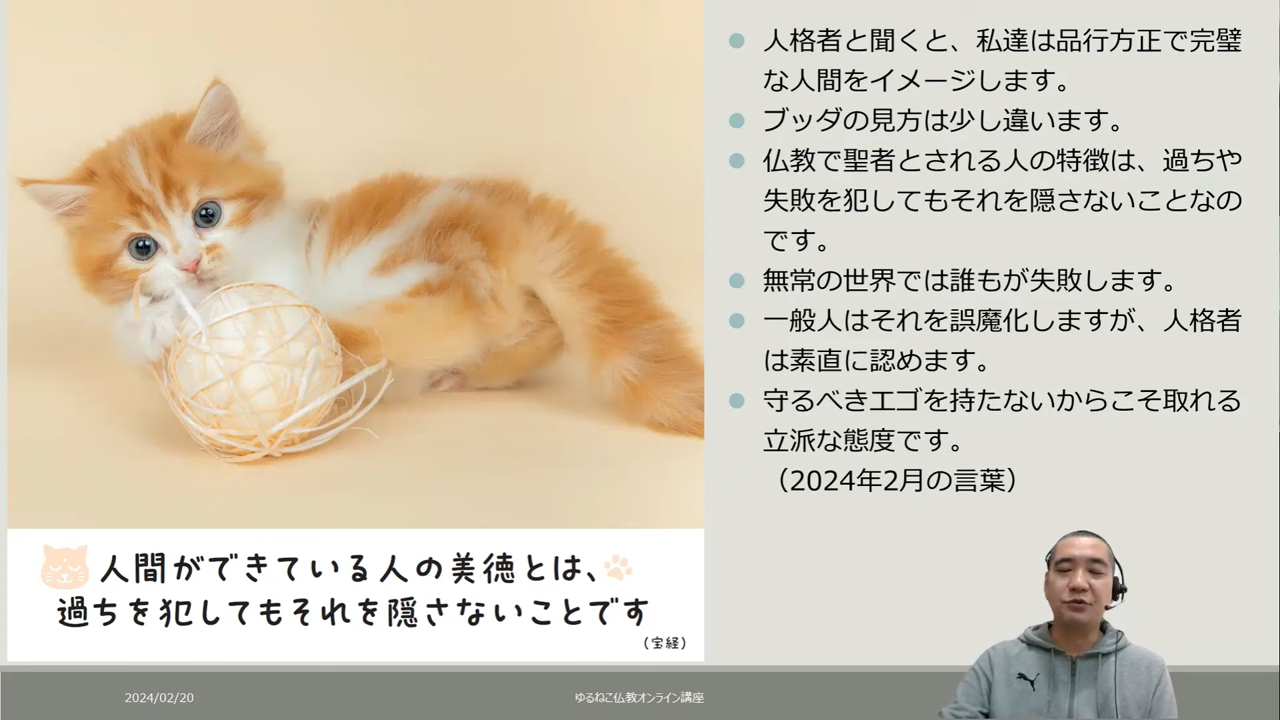 人格者と聞くと、私達は品行方正で完璧
な人間をイメージします。
ブッダの見方は少し違います。
仏教で聖者とされる人の特徴は、過ちや
失敗を犯してもそれを隠さないことなの
です。
無常の世界では誰もが失敗します。
一般人はそれを誤魔化しますが、人格者
は素直に認めます。
守るべきエゴを持たないからこそ取れる
立派な態度です。
（2024年2月の言葉）
人間ができている人の美徳とは、
過ちを犯してもそれを隠さないことです
（宝経）
2024/02/20
ゆるねこ仏教オンライン講座